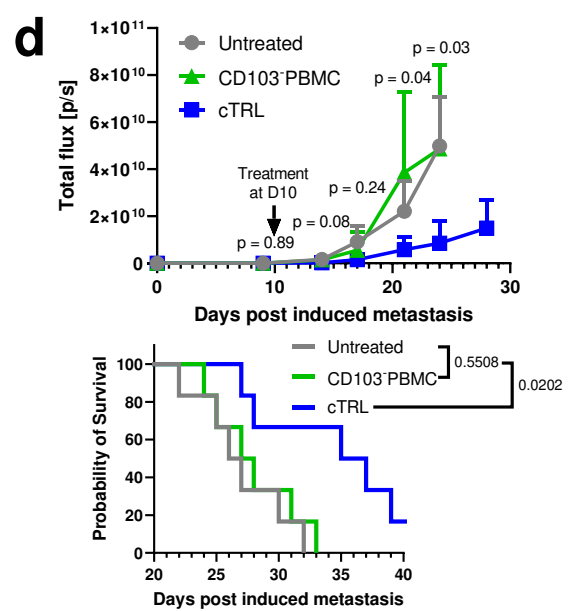 d
Total flux [p/s]
1×10¹¹
8×10¹⁰
6×10¹⁰
4×10¹⁰
2×10¹⁰
0
Untreated
CD103⁻PBMC
cTRL
Treatment
at D10
p = 0.89
p = 0.08
p = 0.24
p = 0.04
p = 0.03
0 10 20 30
Days post induced metastasis
Untreated
CD103⁻PBMC
cTRL
0.5508
0.0202
Probability of Survival
100
80
60
40
20
0
20 25 30 35 40
Days post induced metastasis